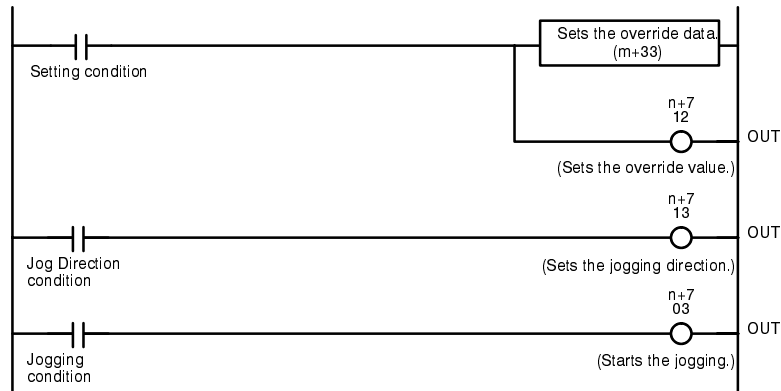 Sets the override data.
(m+33)
Setting condition
n+7
12
OUT
(Sets the override value.)
n+7
13
OUT
Jog Direction
condition
(Sets the jogging direction.)
n+7
03
OUT
Jogging
condition
(Starts the jogging.)